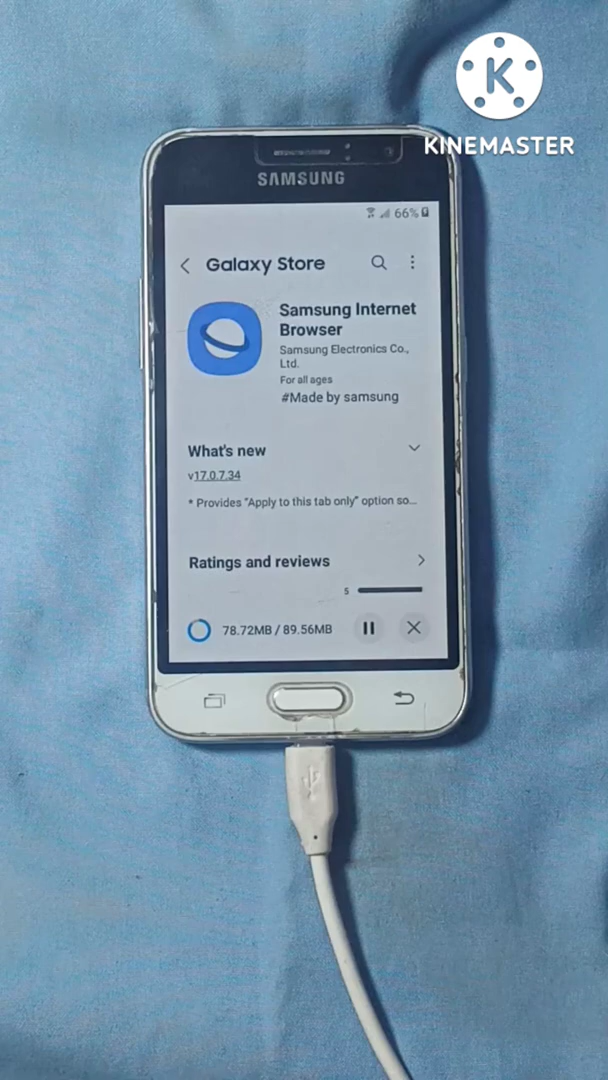 KINEMASTER
SAMSUNG
66%
Galaxy Store
Samsung Internet
Browser
Samsung Electronics Co.,
Ltd.
For all ages
#Made by samsung
What's new
v17.0.7.34
* Provides "Apply to this tab only" option so...
Ratings and reviews
5
78.72MB / 89.56MB